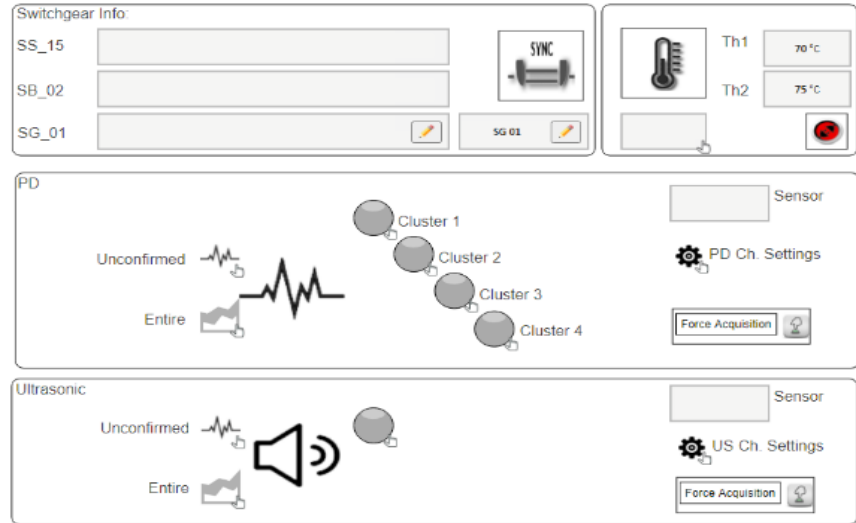 Switchgear Info:
SS_15
SYNC
Th1
70 °C
SB_02
Th2
75 °C
SG_01
SG 01
PD
Sensor
Cluster 1
Unconfirmed
Cluster 2
PD Ch. Settings
Cluster 3
Entire
Cluster 4
Force Acquisition
Ultrasonic
Sensor
Unconfirmed
US Ch. Settings
Entire
Force Acquisition